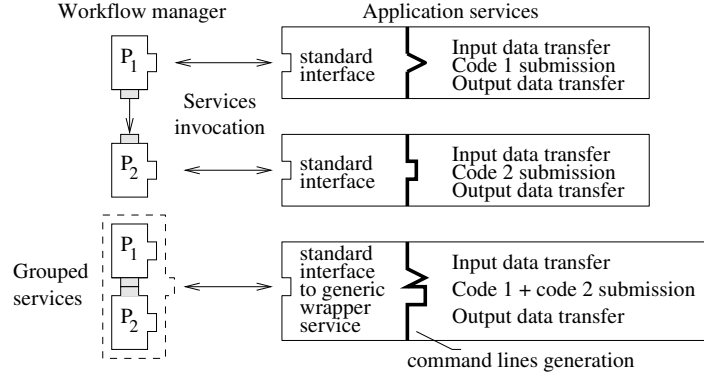 Workflow manager Application services
P1
standard
interface
Input data transfer
Code 1 submission
Output data transfer
Services
invocation
P2
standard
interface
Input data transfer
Code 2 submission
Output data transfer
Grouped
services
P1
P2
standard
interface
to generic
wrapper
service
Input data transfer
Code 1 + code 2 submission
Output data transfer
command lines generation